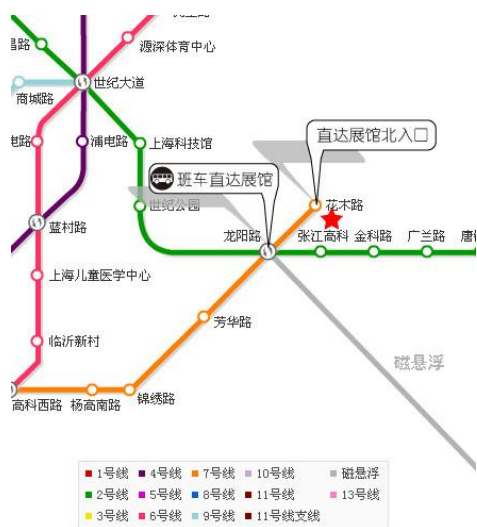 昌路
源深体育中心
世纪大道
商城路
电路
浦电路
上海科技馆
直达展馆北入口
班车直达展馆
世纪公园
花木路
蓝村路
龙阳路
张江高科
金科路
广兰路
唐
上海儿童医学中心
芳华路
临沂新村
磁悬浮
高科西路
杨高南路
锦绣路
1号线
4号线
7号线
10号线
磁悬浮
2号线
5号线
8号线
11号线
13号线
3号线
6号线
9号线
11号线支线